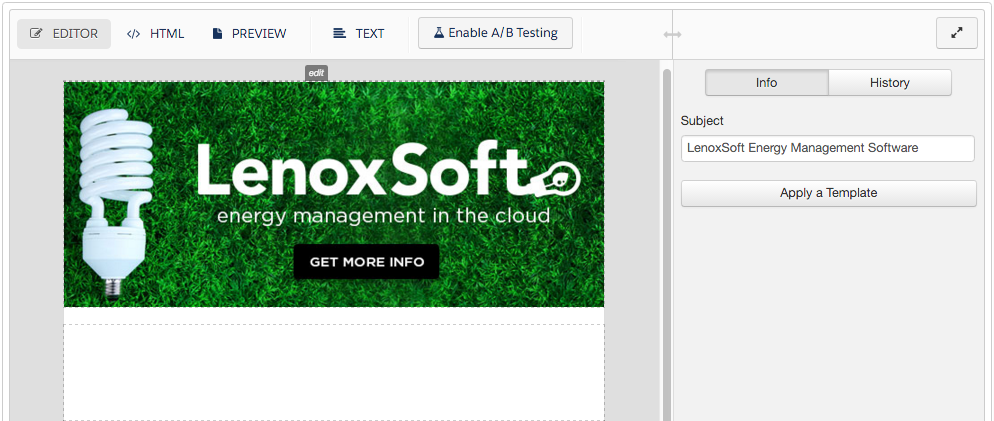 EDITOR
</> HTML
PREVIEW
TEXT
Enable A/B Testing
edit
LenoxSoft
energy management in the cloud
GET MORE INFO
Info
History
Subject
LenoxSoft Energy Management Software
Apply a Template